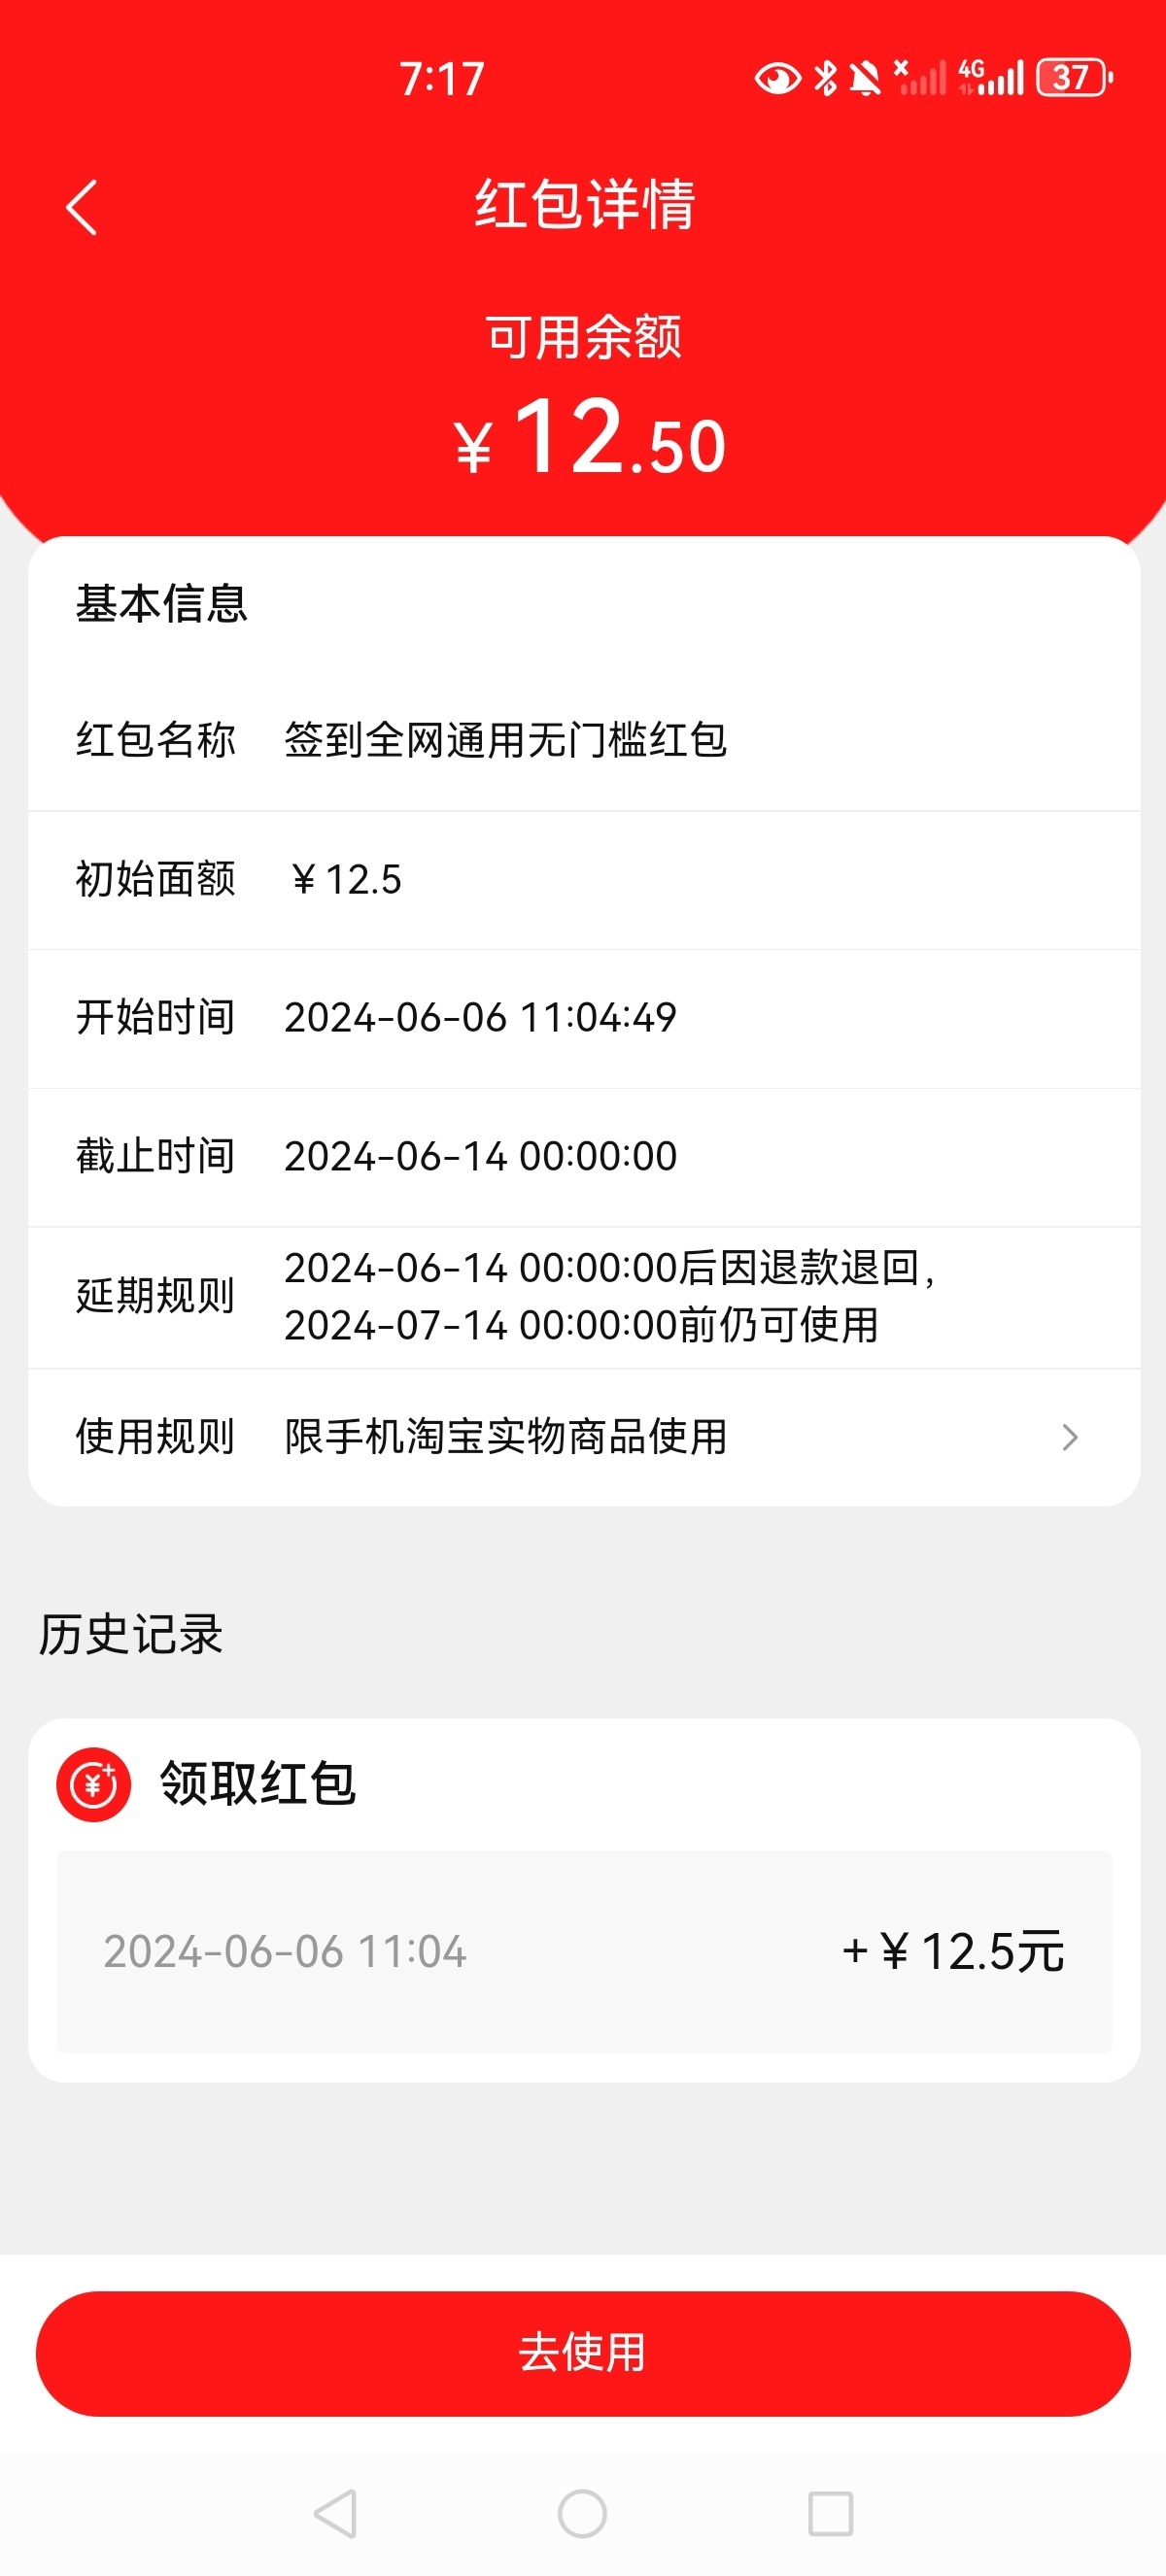 7:17
4G
37
红包详情
可用余额
¥12.50
基本信息
红包名称 签到全网通用无门槛红包
初始面额 ¥12.5
开始时间 2024-06-06 11:04:49
截止时间 2024-06-14 00:00:00
延期规则 2024-06-14 00:00:00后因退款退回，
2024-07-14 00:00:00前仍可使用
使用规则 限手机淘宝实物商品使用
历史记录
领取红包
2024-06-06 11:04 +¥12.5元
去使用